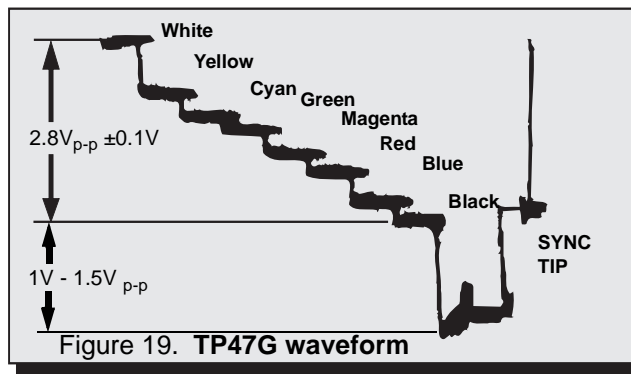 White
Yellow
Cyan
Green
Magenta
Red
Blue
Black
2.8Vp-p ±0.1V
1V - 1.5V p-p
SYNC
TIP
Figure 19. TP47G waveform